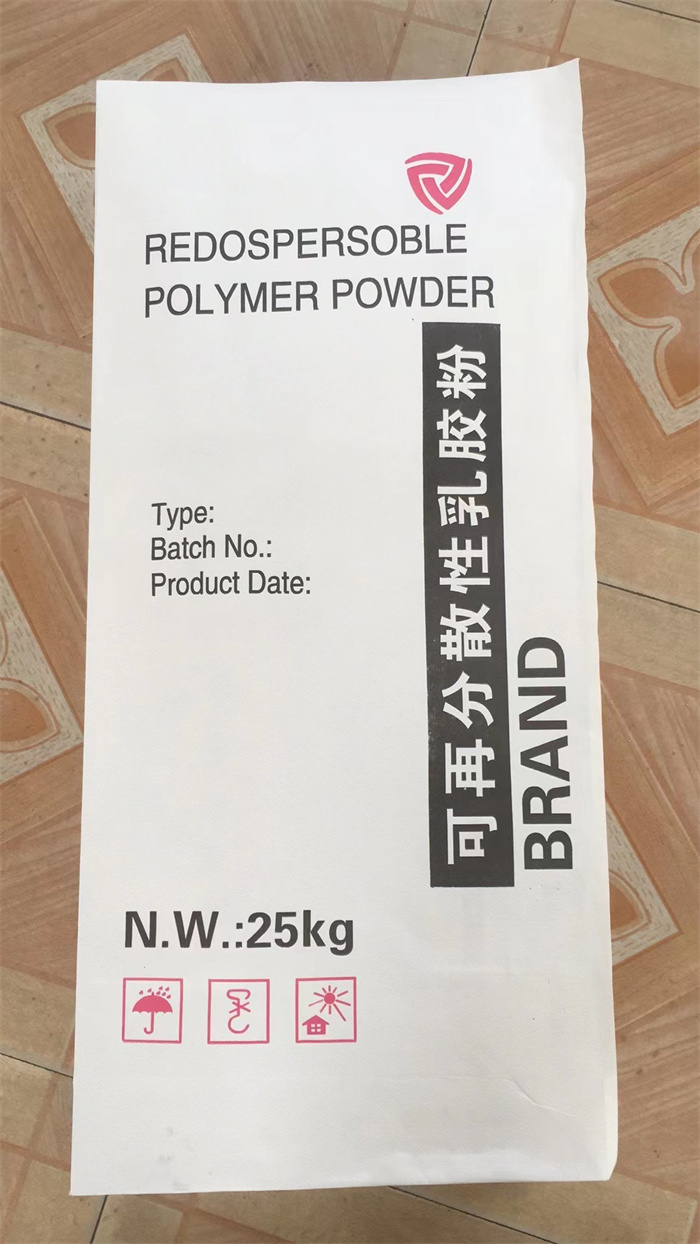 REDOSPERSOBLE
POLYMER POWDER
可再分散性乳胶粉
BRAND
Type:
Batch No.:
Product Date:
N.W.:25kg